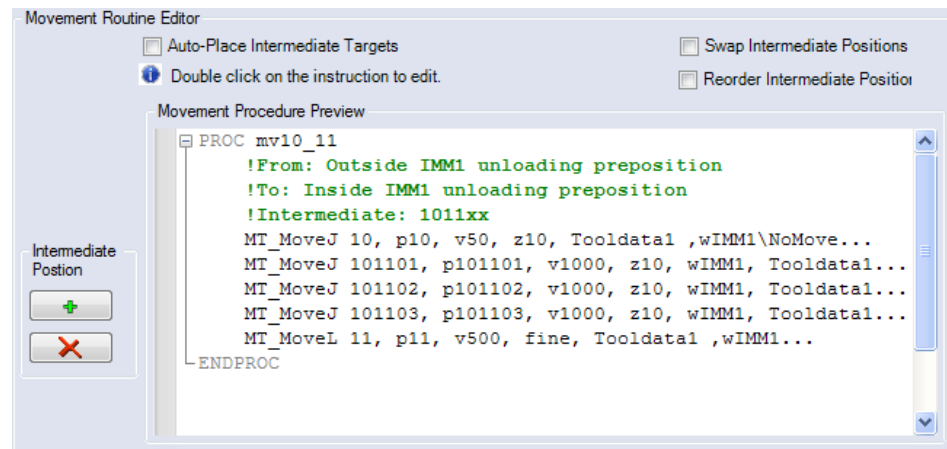 Movement Routine Editor
Auto-Place Intermediate Targets
Swap Intermediate Positions
Double click on the instruction to edit.
Reorder Intermediate Position
Movement Procedure Preview
PROC mv10_11
!From: Outside IMM1 unloading preposition
!To: Inside IMM1 unloading preposition
!Intermediate: 1011xx
MT_MoveJ 10, p10, v50, z10, Tooldata1 ,wIMM1\NoMove...
MT_MoveJ 101101, p101101, v1000, z10, wIMM1, Tooldata1...
MT_MoveJ 101102, p101102, v1000, z10, wIMM1, Tooldata1...
MT_MoveJ 101103, p101103, v1000, z10, wIMM1, Tooldata1...
MT_MoveL 11, p11, v500, fine, Tooldata1 ,wIMM1...
ENDPROC
Intermediate
Postion